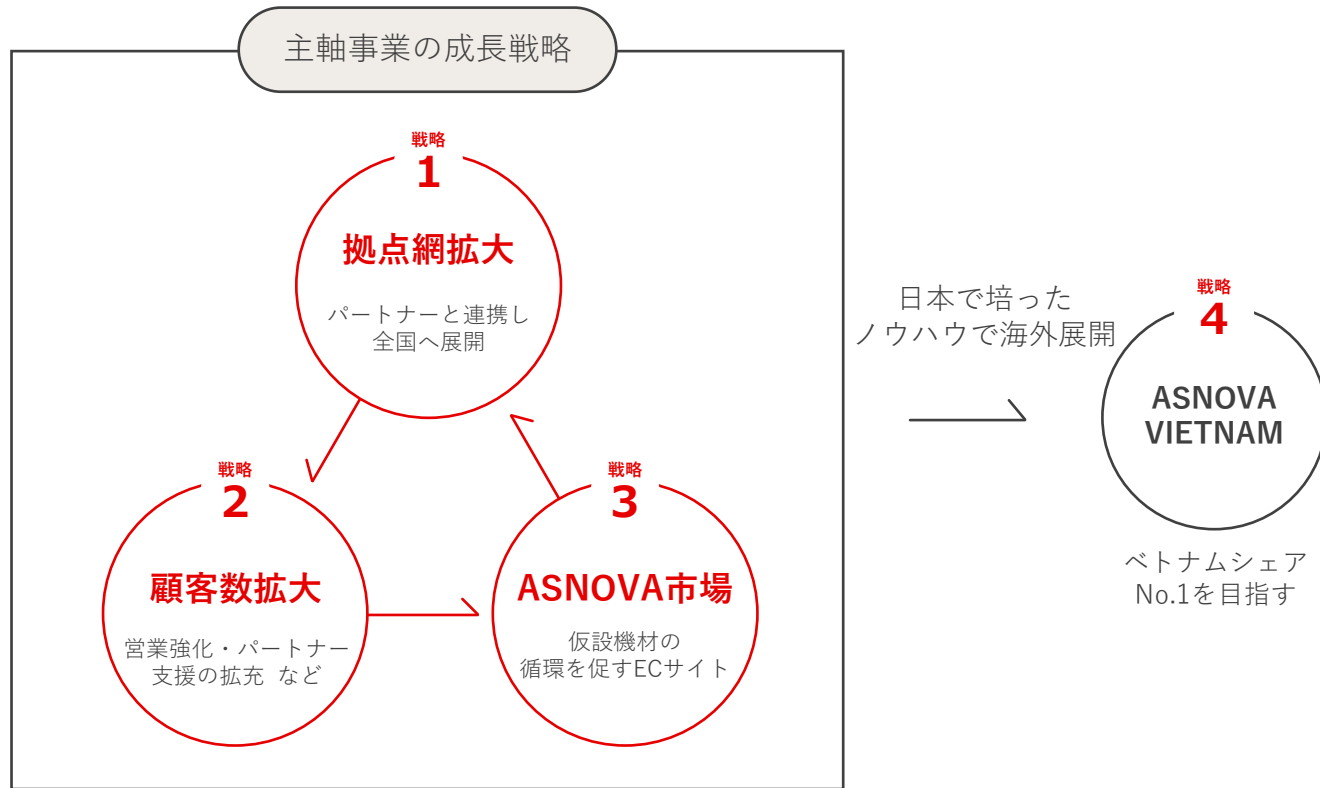 主軸事業の成長戦略
戦略
1
拠点網拡大
パートナーと連携し
全国へ展開
戦略
2
顧客数拡大
営業強化・パートナー
支援の拡充 など
戦略
3
ASNOVA市場
仮設機材の
循環を促すECサイト
日本で培った
ノウハウで海外展開
戦略
4
ASNOVA
VIETNAM
ベトナムシェア
No.1を目指す